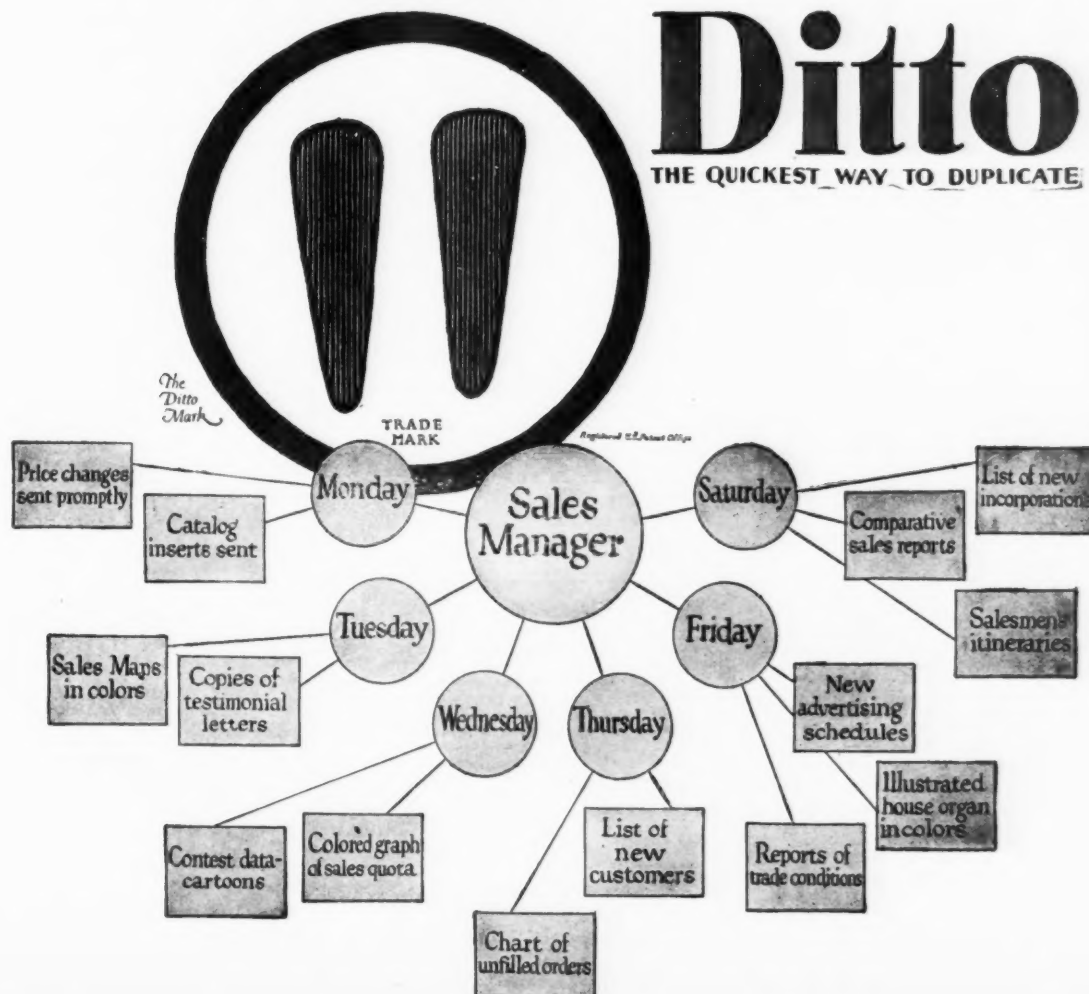 Ditto
THE QUICKEST WAY TO DUPLICATE
The
Ditto
Mark
TRADE
MARK
Registered U.S. Patent Office
Sales
Manager
Monday
Price changes
sent promptly
Catalog
inserts sent
Tuesday
Sales Maps
in colors
Copies of
testimonial
letters
Wednesday
Contest data-
cartoons
Colored graph
of sales quota
Thursday
Chart of
unfilled orders
List of
new
customers
Friday
New
advertising
schedules
Illustrated
house organ
in colors
Reports of
trade conditions
Saturday
List of new
incorporation
Comparative
sales reports
Salesmens
itineraries